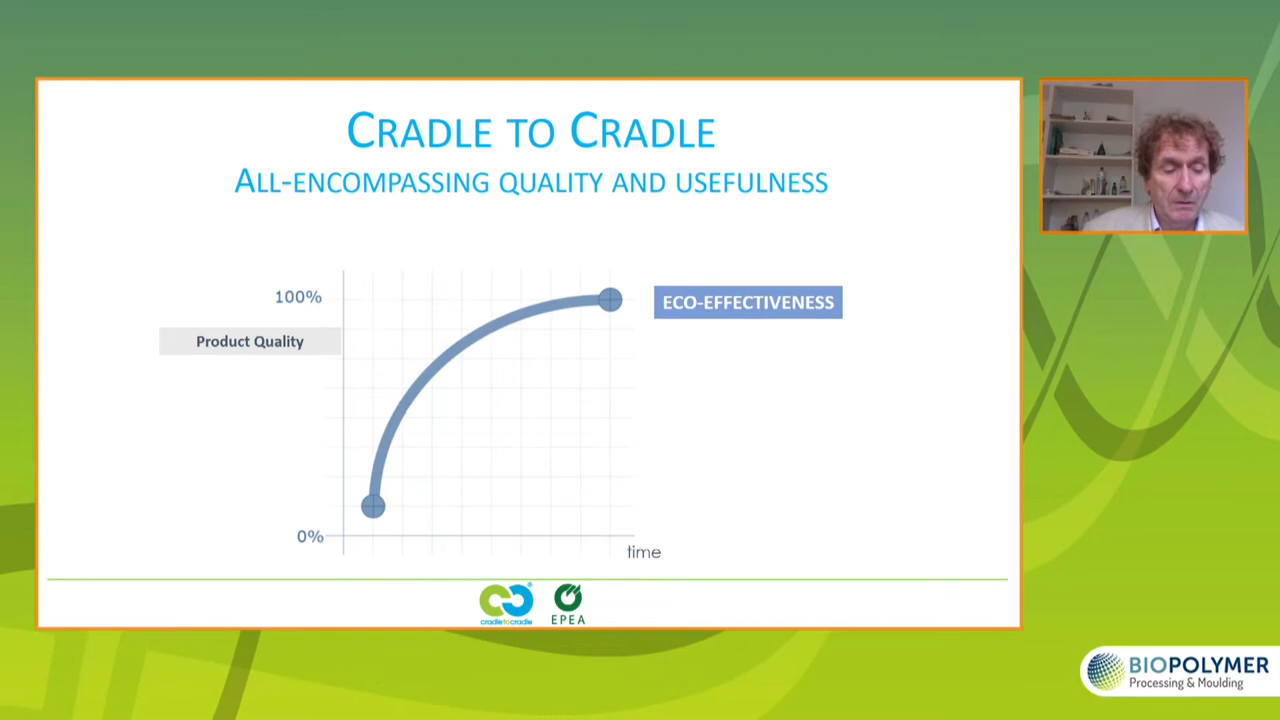 CRADLE TO CRADLE
ALL-ENCOMPASSING QUALITY AND USEFULNESS
100%
ECO-EFFECTIVENESS
Product Quality
0%
time
cradletocradle
®
EPEA
BIOPOLYMER
Processing & Moulding